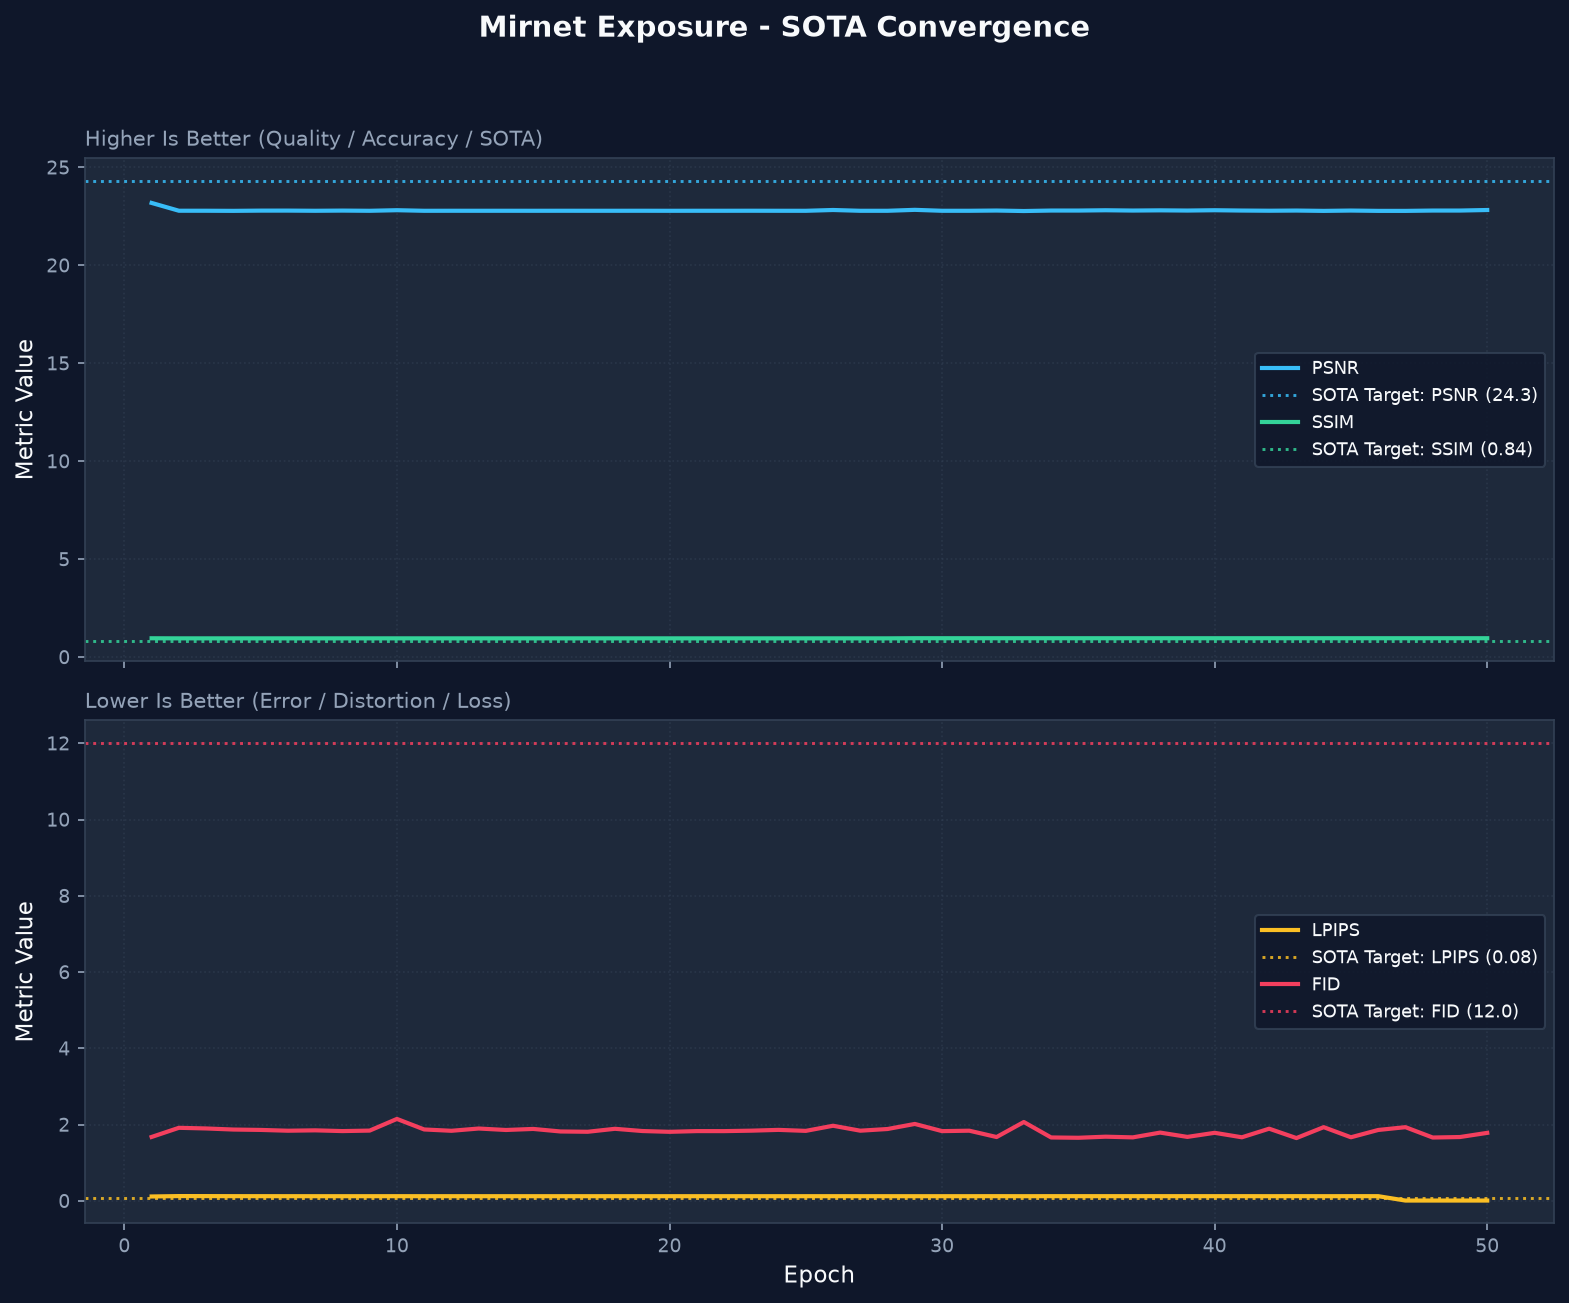 Mirnet Exposure - SOTA Convergence
Higher Is Better (Quality / Accuracy / SOTA)
25
20
15
10
5
0
Metric Value
PSNR
SOTA Target: PSNR (24.3)
SSIM
SOTA Target: SSIM (0.84)
Lower Is Better (Error / Distortion / Loss)
12
10
8
6
4
2
0
Metric Value
LPIPS
SOTA Target: LPIPS (0.08)
FID
SOTA Target: FID (12.0)
0 10 20 30 40 50
Epoch